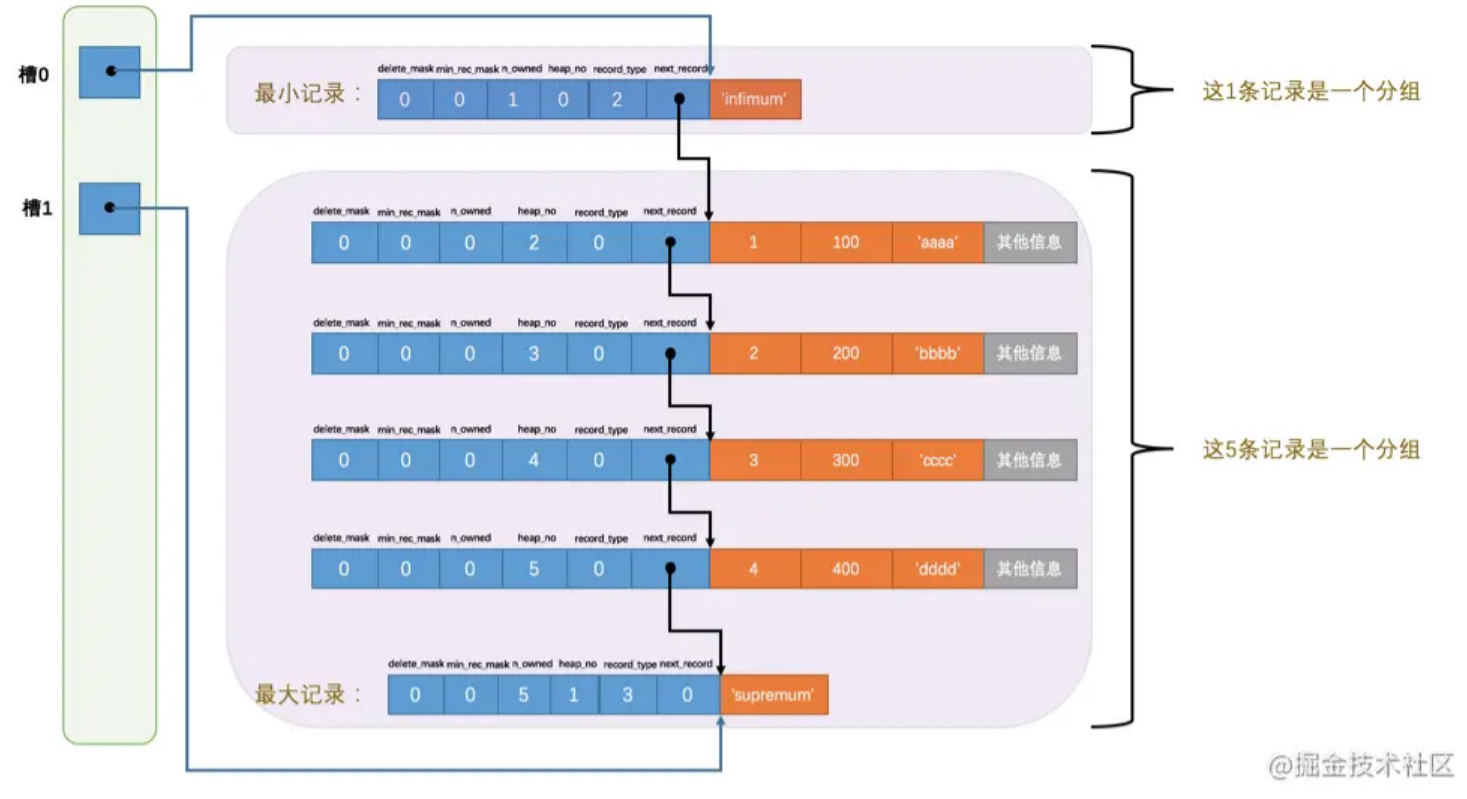 槽0
delete_mask min_rec_mask n_owned heap_no record_type next_record
最小记录： 0 0 1 0 2 'infimum'
这1条记录是一个分组
槽1
delete_mask min_rec_mask n_owned heap_no record_type next_record
0 0 0 2 0 1 100 'aaaa' 其他信息
delete_mask min_rec_mask n_owned heap_no record_type next_record
0 0 0 3 0 2 200 'bbbb' 其他信息
delete_mask min_rec_mask n_owned heap_no record_type next_record
0 0 0 4 0 3 300 'cccc' 其他信息
这5条记录是一个分组
delete_mask min_rec_mask n_owned heap_no record_type next_record
0 0 0 5 0 4 400 'dddd' 其他信息
delete_mask min_rec_mask n_owned heap_no record_type next_record
最大记录： 0 0 5 1 3 0 'supremum'
@掘金技术社区